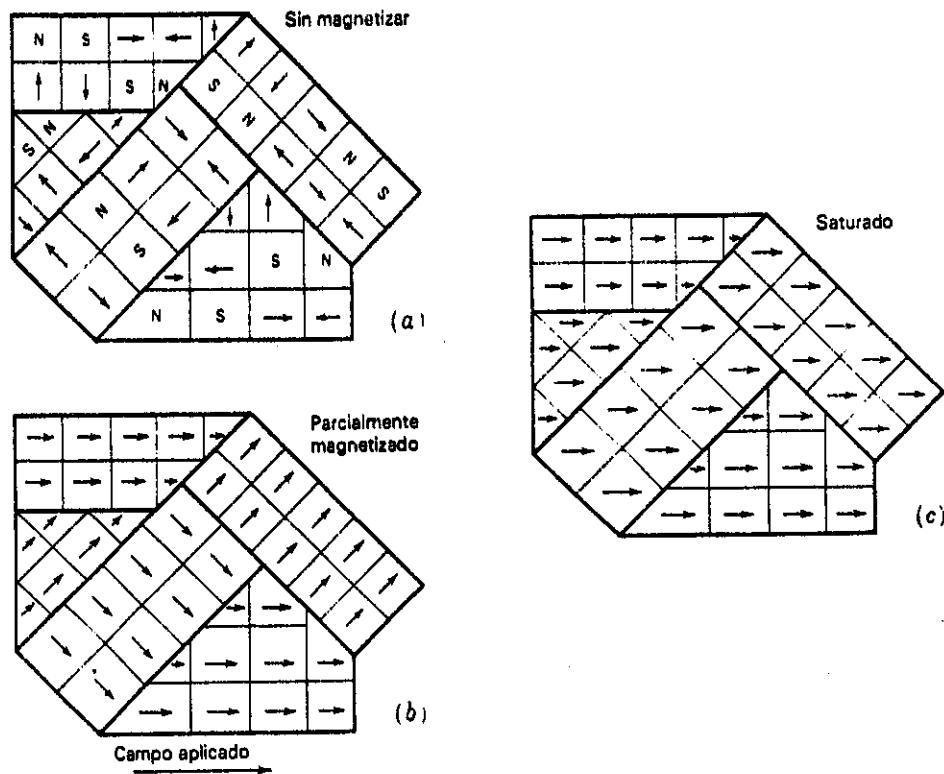 Sin magnetizar
N S
S N
S N
S N
N S
N
S
S N
N S
(a)
Saturado
(c)
Parcialmente
magnetizado
(b)
Campo aplicado